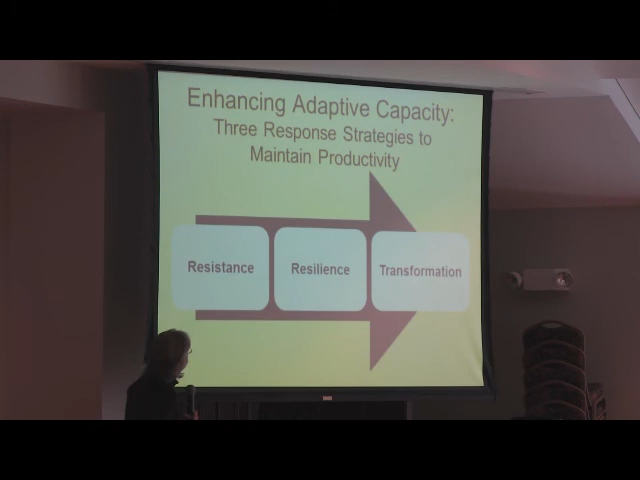 Enhancing Adaptive Capacity:
Three Response Strategies to
Maintain Productivity
Resistance
Resilience
Transformation